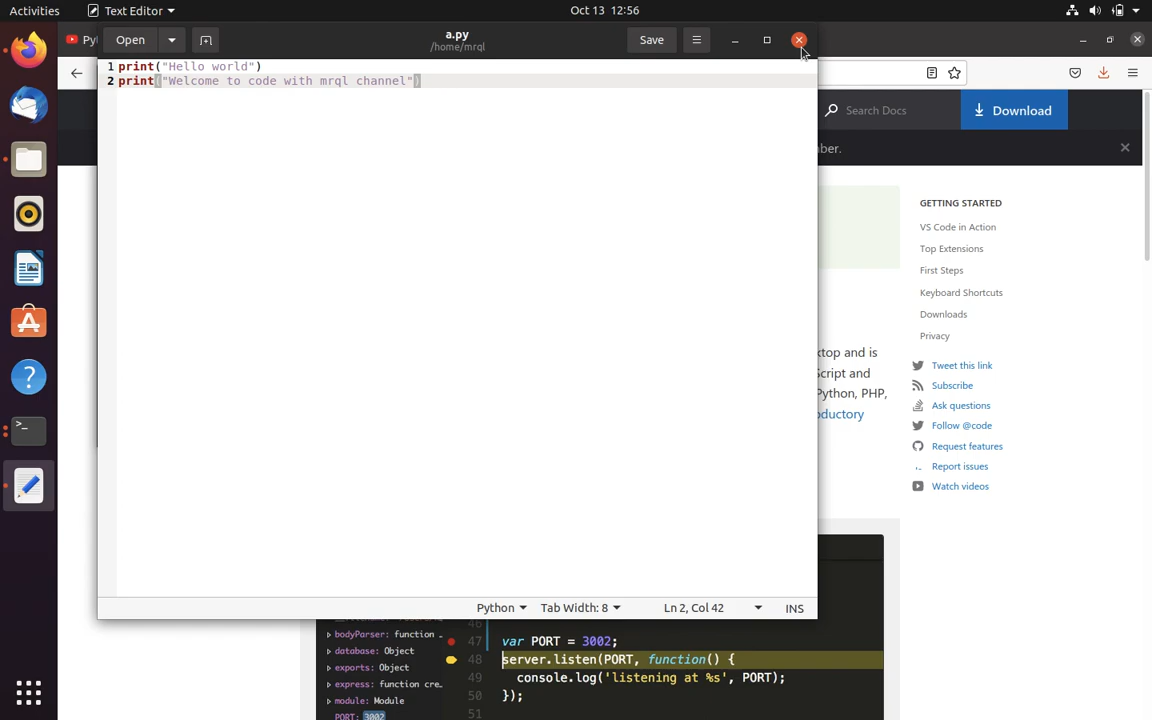 Activities
Text Editor
Oct 13 12:56
Py
Open
a.py
/home/mrql
Save
1 print("Hello world")
2 print("Welcome to code with mrql channel")
Search Docs
Download
ber.
GETTING STARTED
VS Code in Action
Top Extensions
First Steps
Keyboard Shortcuts
Downloads
Privacy
ktop and is
Script and
Python, PHP,
oductory
Tweet this link
Subscribe
Ask questions
Follow @code
Request features
Report issues
Watch videos
Python
Tab Width: 8
Ln 2, Col 42
INS
bodyParser: function ..
database: Object
exports: Object
express: function cre…
module: Module
PORT: 3002
46
47 var PORT = 3002;
48 server.listen(PORT, function() {
49 console.log('listening at %s', PORT);
50 });
51